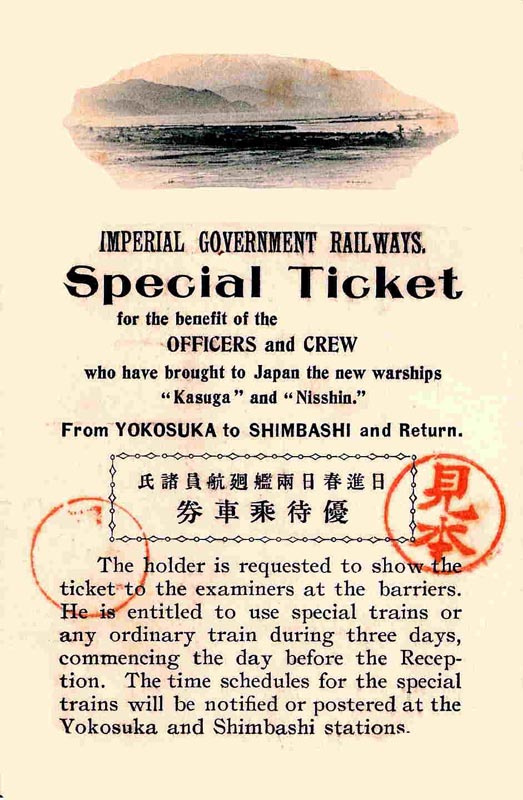 IMPERIAL GOVERNMENT RAILWAYS.
Special Ticket
for the benefit of the
OFFICERS and CREW
who have brought to Japan the new warships
“Kasuga” and “Nisshin.”
From YOKOSUKA to SHIMBASHI and Return.
氏諸員航廻艦兩日春進日
券車乘待優
見本
The holder is requested to show the
ticket to the examiners at the barriers.
He is entitled to use special trains or
any ordinary train during three days,
commencing the day before the Recep-
tion. The time schedules for the special
trains will be notified or postered at the
Yokosuka and Shimbashi stations.